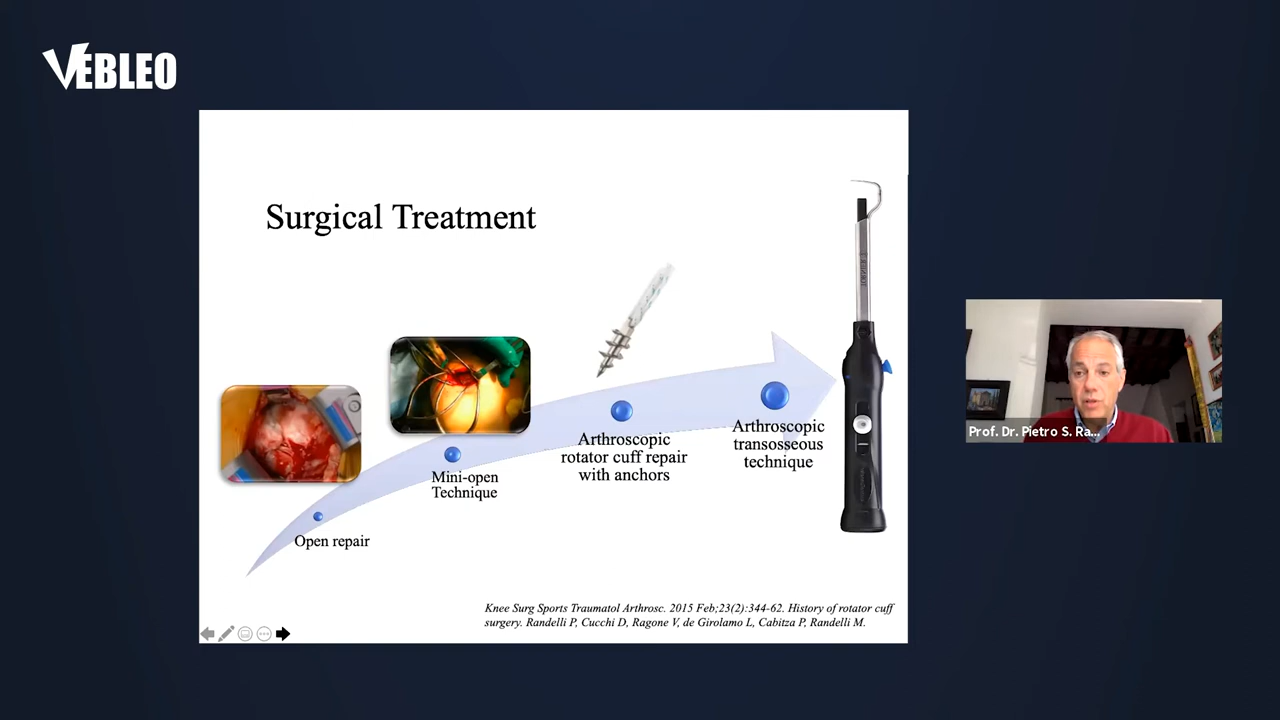 VEBLEO
Surgical Treatment
Open repair
Mini-open
Technique
Arthroscopic
rotator cuff repair
with anchors
Arthroscopic
transosseous
technique
Knee Surg Sports Traumatol Arthrosc. 2015 Feb;23(2):344-62. History of rotator cuff
surgery. Randelli P, Cucchi D, Ragone V, de Girolamo L, Cabitza P, Randelli M.
Prof. Dr. Pietro S. Ra...